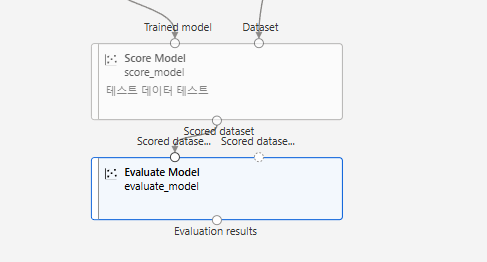 Trained model Dataset
Score Model
score_model
테스트 데이터 테스트
Scored dataset
Scored datase... Scored datase...
Evaluate Model
evaluate_model
Evaluation results